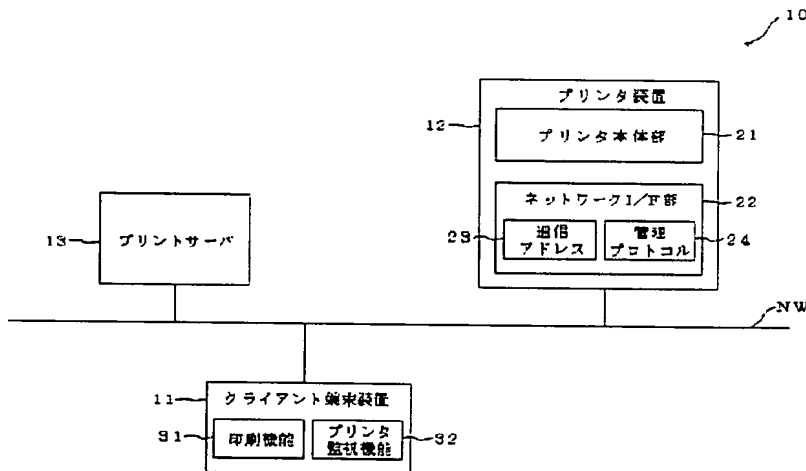 10
プリンタ装置
12
プリンタ本体部
21
ネットワークI/F部
22
23
通信
アドレス
管理
プロトコル
24
13
プリントサーバ
NW
11
クライアント端末装置
31
印刷機能
プリンタ
監視機能
32